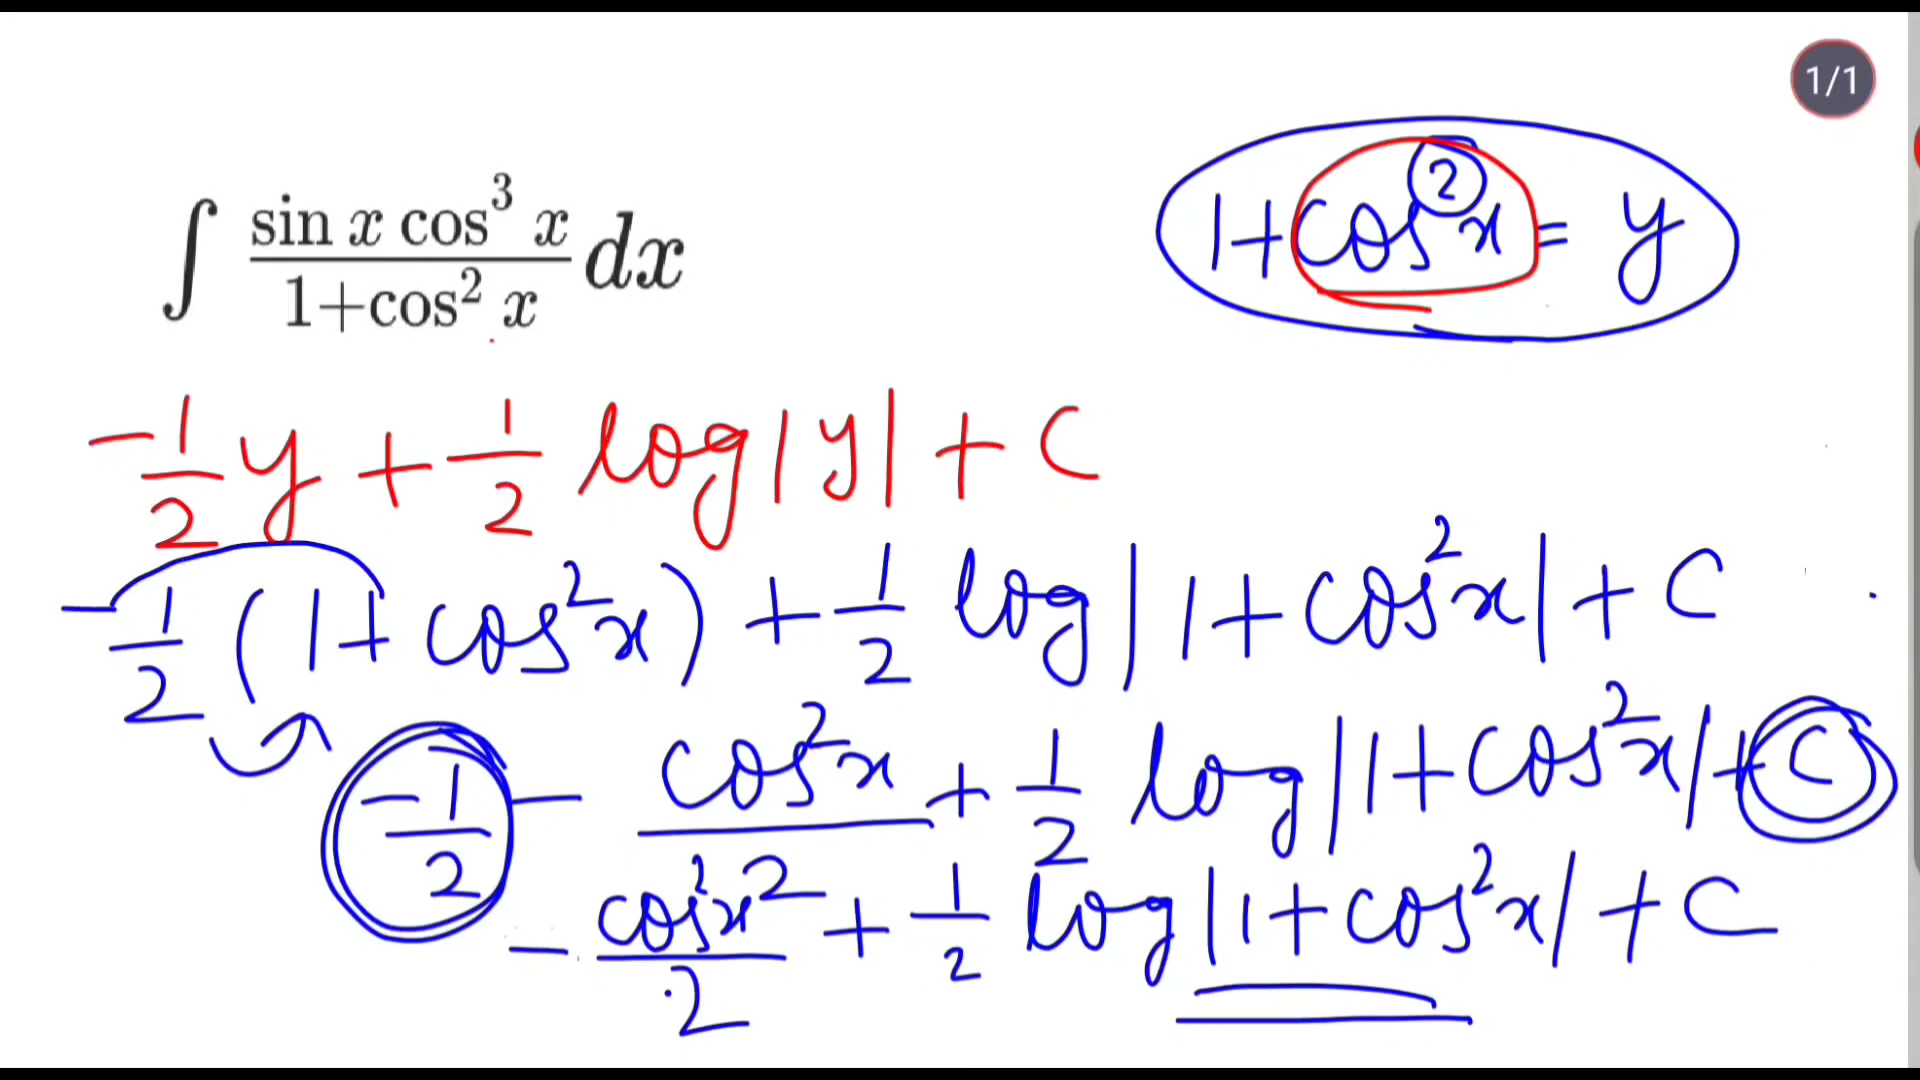 1/1
∫ sin x cos³ x / 1+cos² x dx
1+cos²x = y
-1/2 y + 1/2 log|y| + C
-1/2 (1+cos²x) + 1/2 log|1+cos²x| + C
-1/2 - cos²x/2 + 1/2 log|1+cos²x| + C
- cos²x/2 + 1/2 log|1+cos²x| + C